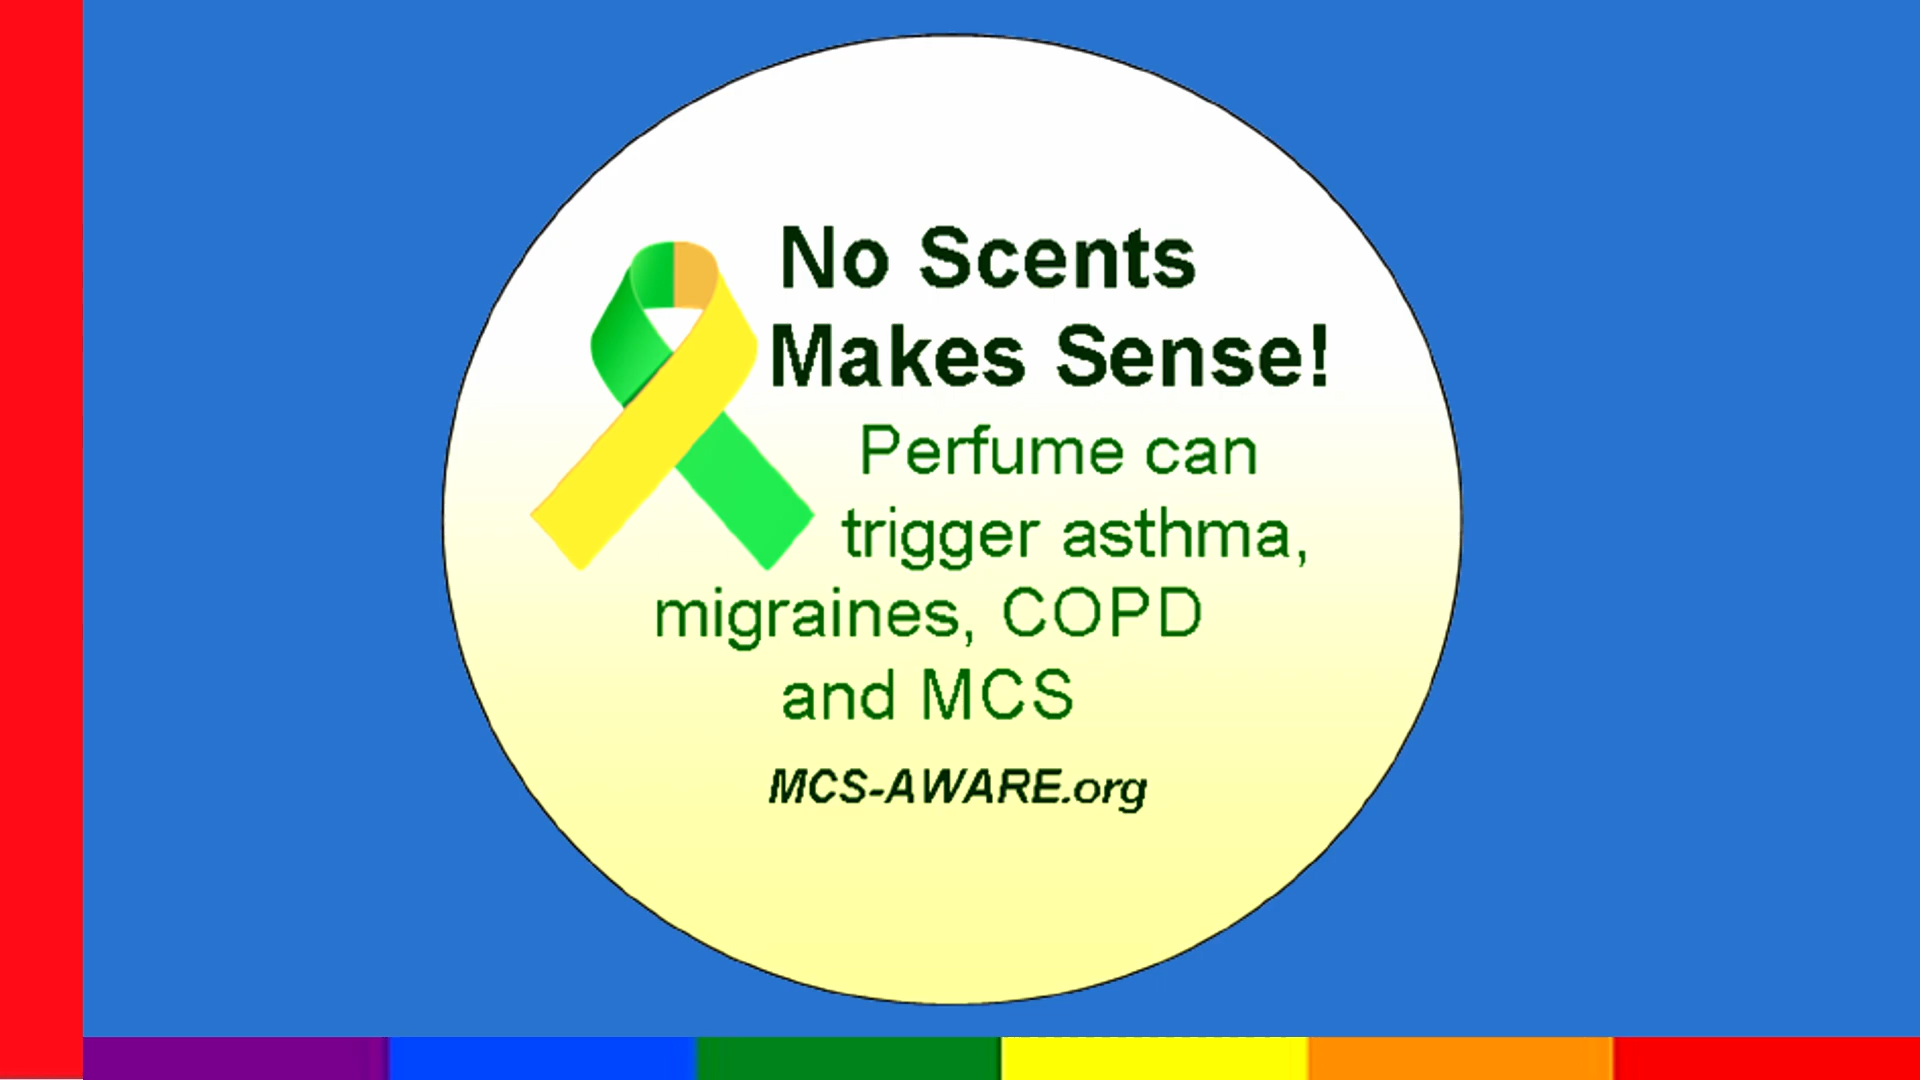 No Scents
Makes Sense!
Perfume can
trigger asthma,
migraines, COPD
and MCS
MCS-AWARE.org